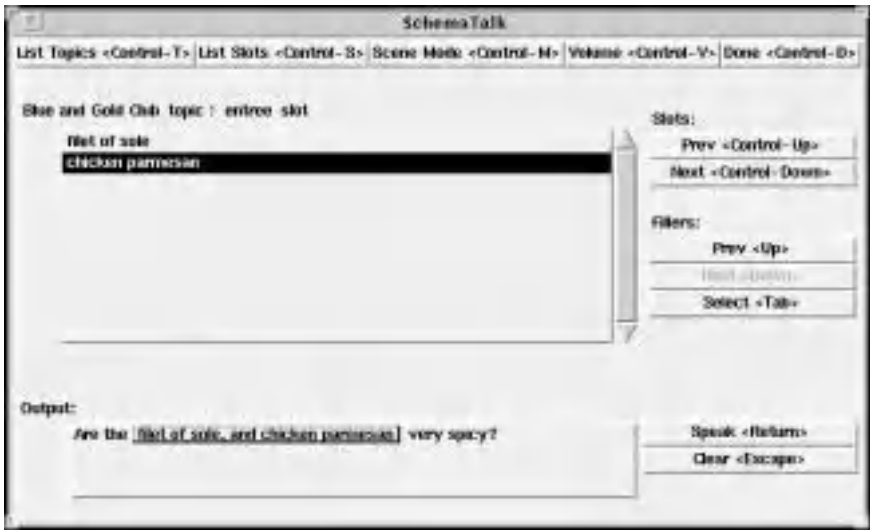 SchemaTalk
List Topics <Control-T> List Slots <Control-S> Scene Mode <Control-M> Volume <Control-V> Done <Control-D>
Blue and Gold Club topic : entree slot
filet of sole
chicken parmesan
Slots:
Prev <Control-Up>
Next <Control-Down>
Fillers:
Prev <Up>
Next <Down>
Select <Tab>
Output:
Are the [filet of sole, and chicken parmesan] very spicy?
Speak <Return>
Clear <Escape>